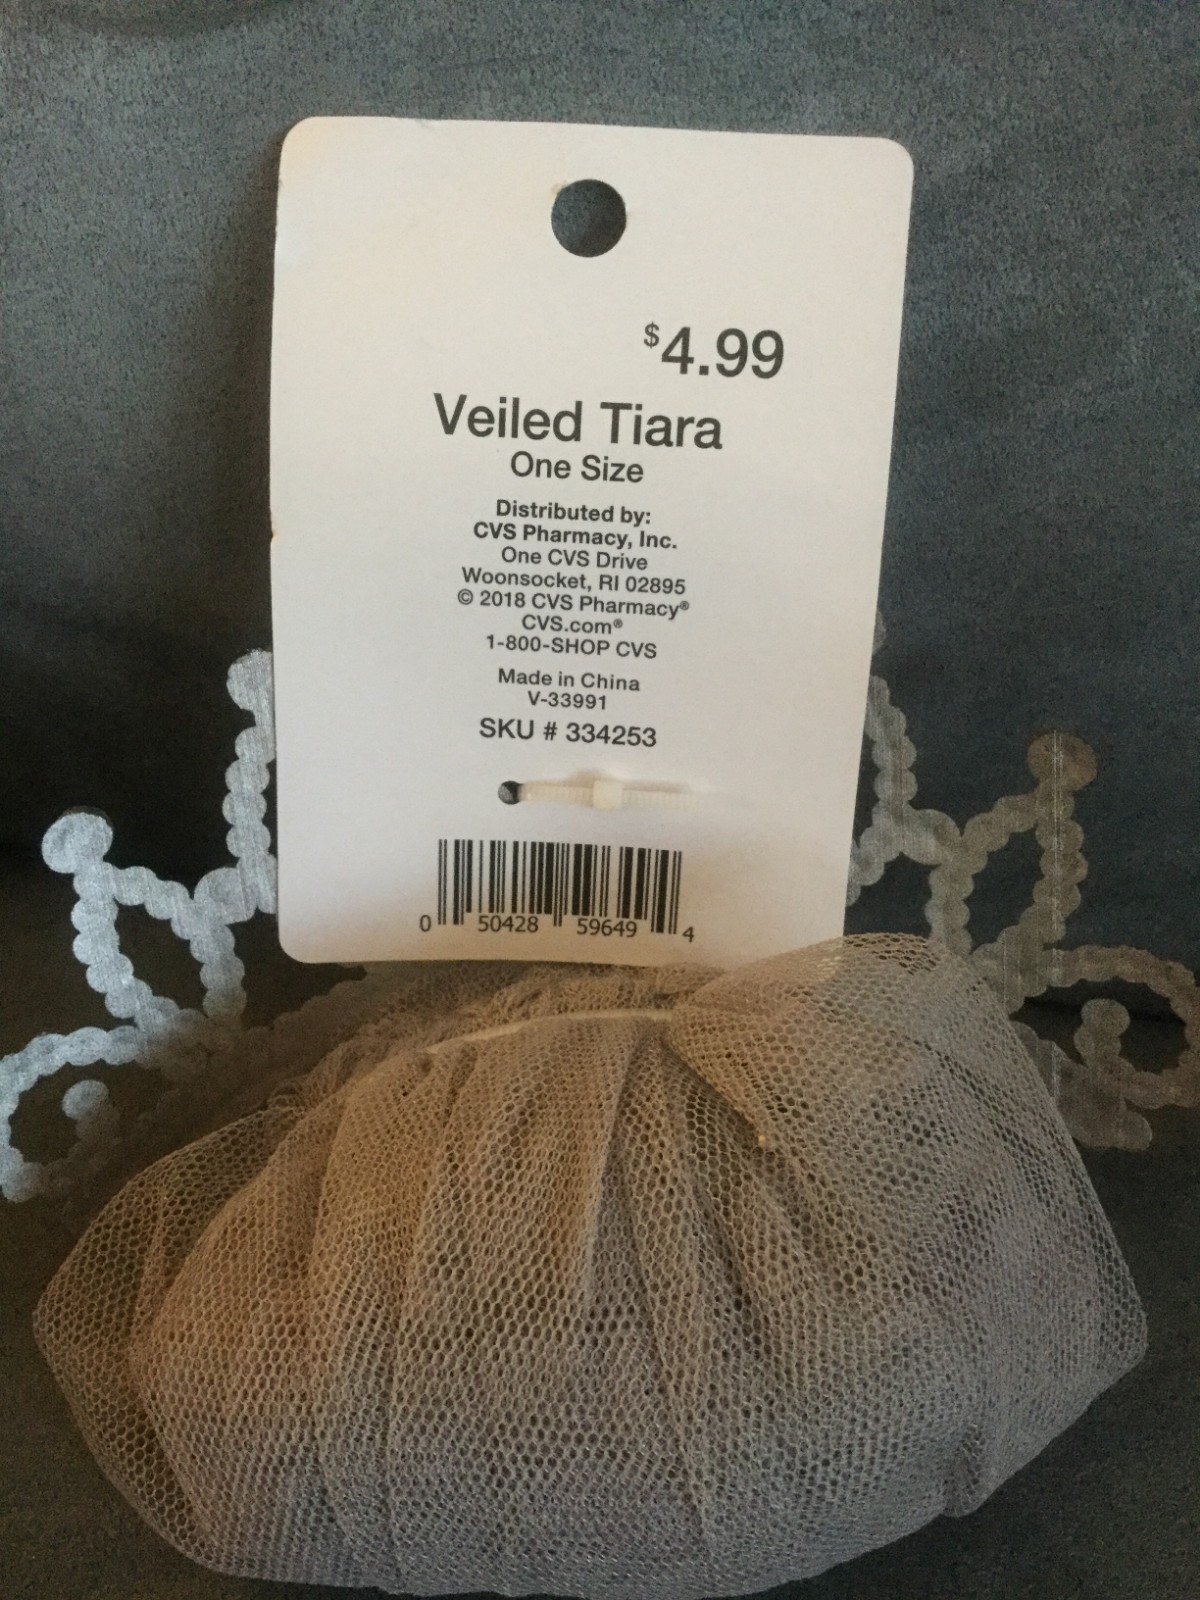 $4.99
Veiled Tiara
One Size
Distributed by:
CVS Pharmacy, Inc.
One CVS Drive
Woonsocket, RI 02895
© 2018 CVS Pharmacy®
CVS.com®
1-800-SHOP CVS
Made in China
V-33991
SKU # 334253
0 50428 59649 4